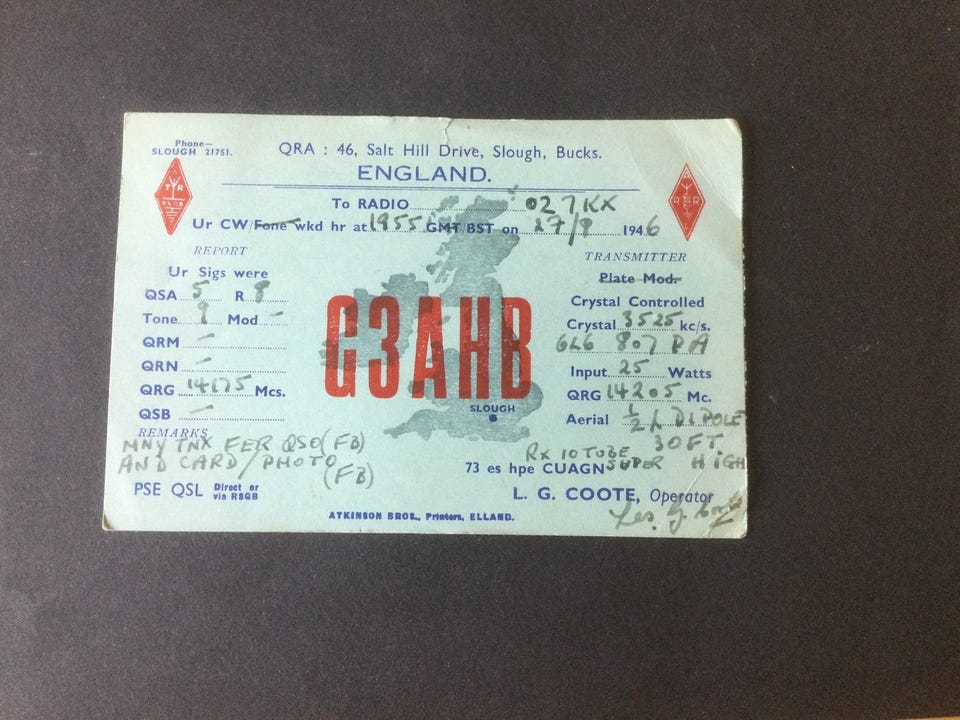 Phone—
SLOUGH 21751.
QRA : 46, Salt Hill Drive, Slough, Bucks.
ENGLAND.
To RADIO
Ur CW/Fone wkd hr at 1955 GMT/BST on 27/9 1946
REPORT
Ur Sigs were
QSA 5 R 8
Tone 9 Mod –
QRM –
QRN –
QRG 14175 Mcs.
QSB –
REMARKS
MNY TNX FER QSO (FB)
AND CARD/PHOTO
(FB)
PSE QSL Direct or
via RSGB
G3AHB
SLOUGH
TRANSMITTER
Plate Mod.
Crystal Controlled
Crystal 3525 kc/s.
6L6 807 PA
Input 25 Watts
QRG 14205 Mc.
Aerial ½ λ DIPOLE
30 FT.
HIGH
RX 10 TUBE
SUPER
73 es hpe CUAGN
L. G. COOTE, Operator
ATKINSON BROS., Printers, ELLAND.